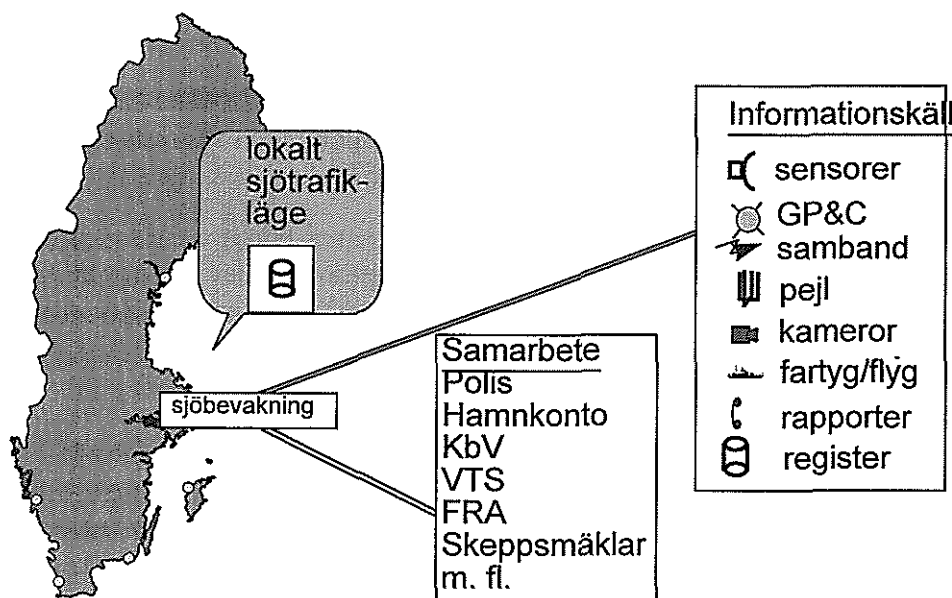 lokalt
sjötrafik-
läge
sjöbevakning
Informationskäll
sensorer
GP&C
samband
pejl
kameror
fartyg/flyg
rapporter
register
Samarbete
Polis
Hamnkonto
KbV
VTS
FRA
Skeppsmäklar
m. fl.